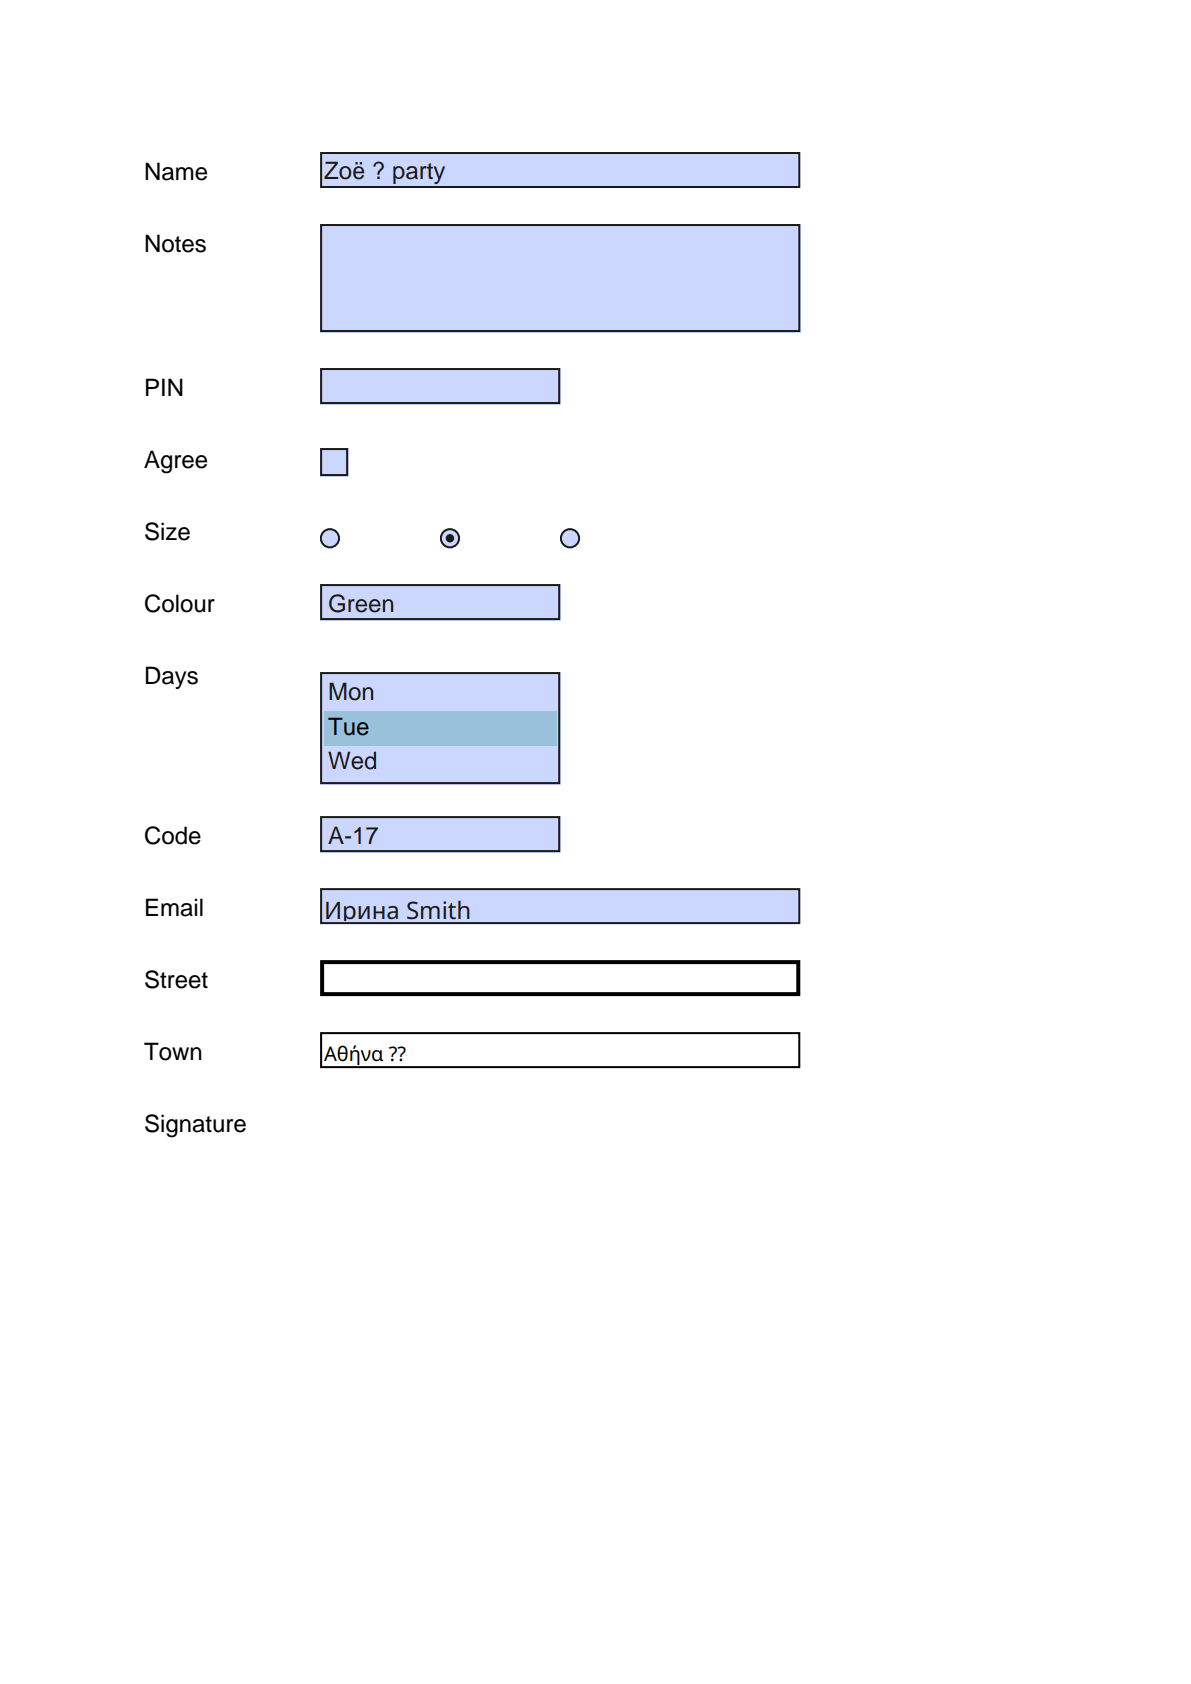 Name Zoë ? party
Notes
PIN
Agree
Size
Colour Green
Days
Mon
Tue
Wed
Code A-17
Email Ирина Smith
Street
Town Αθήνα ??
Signature